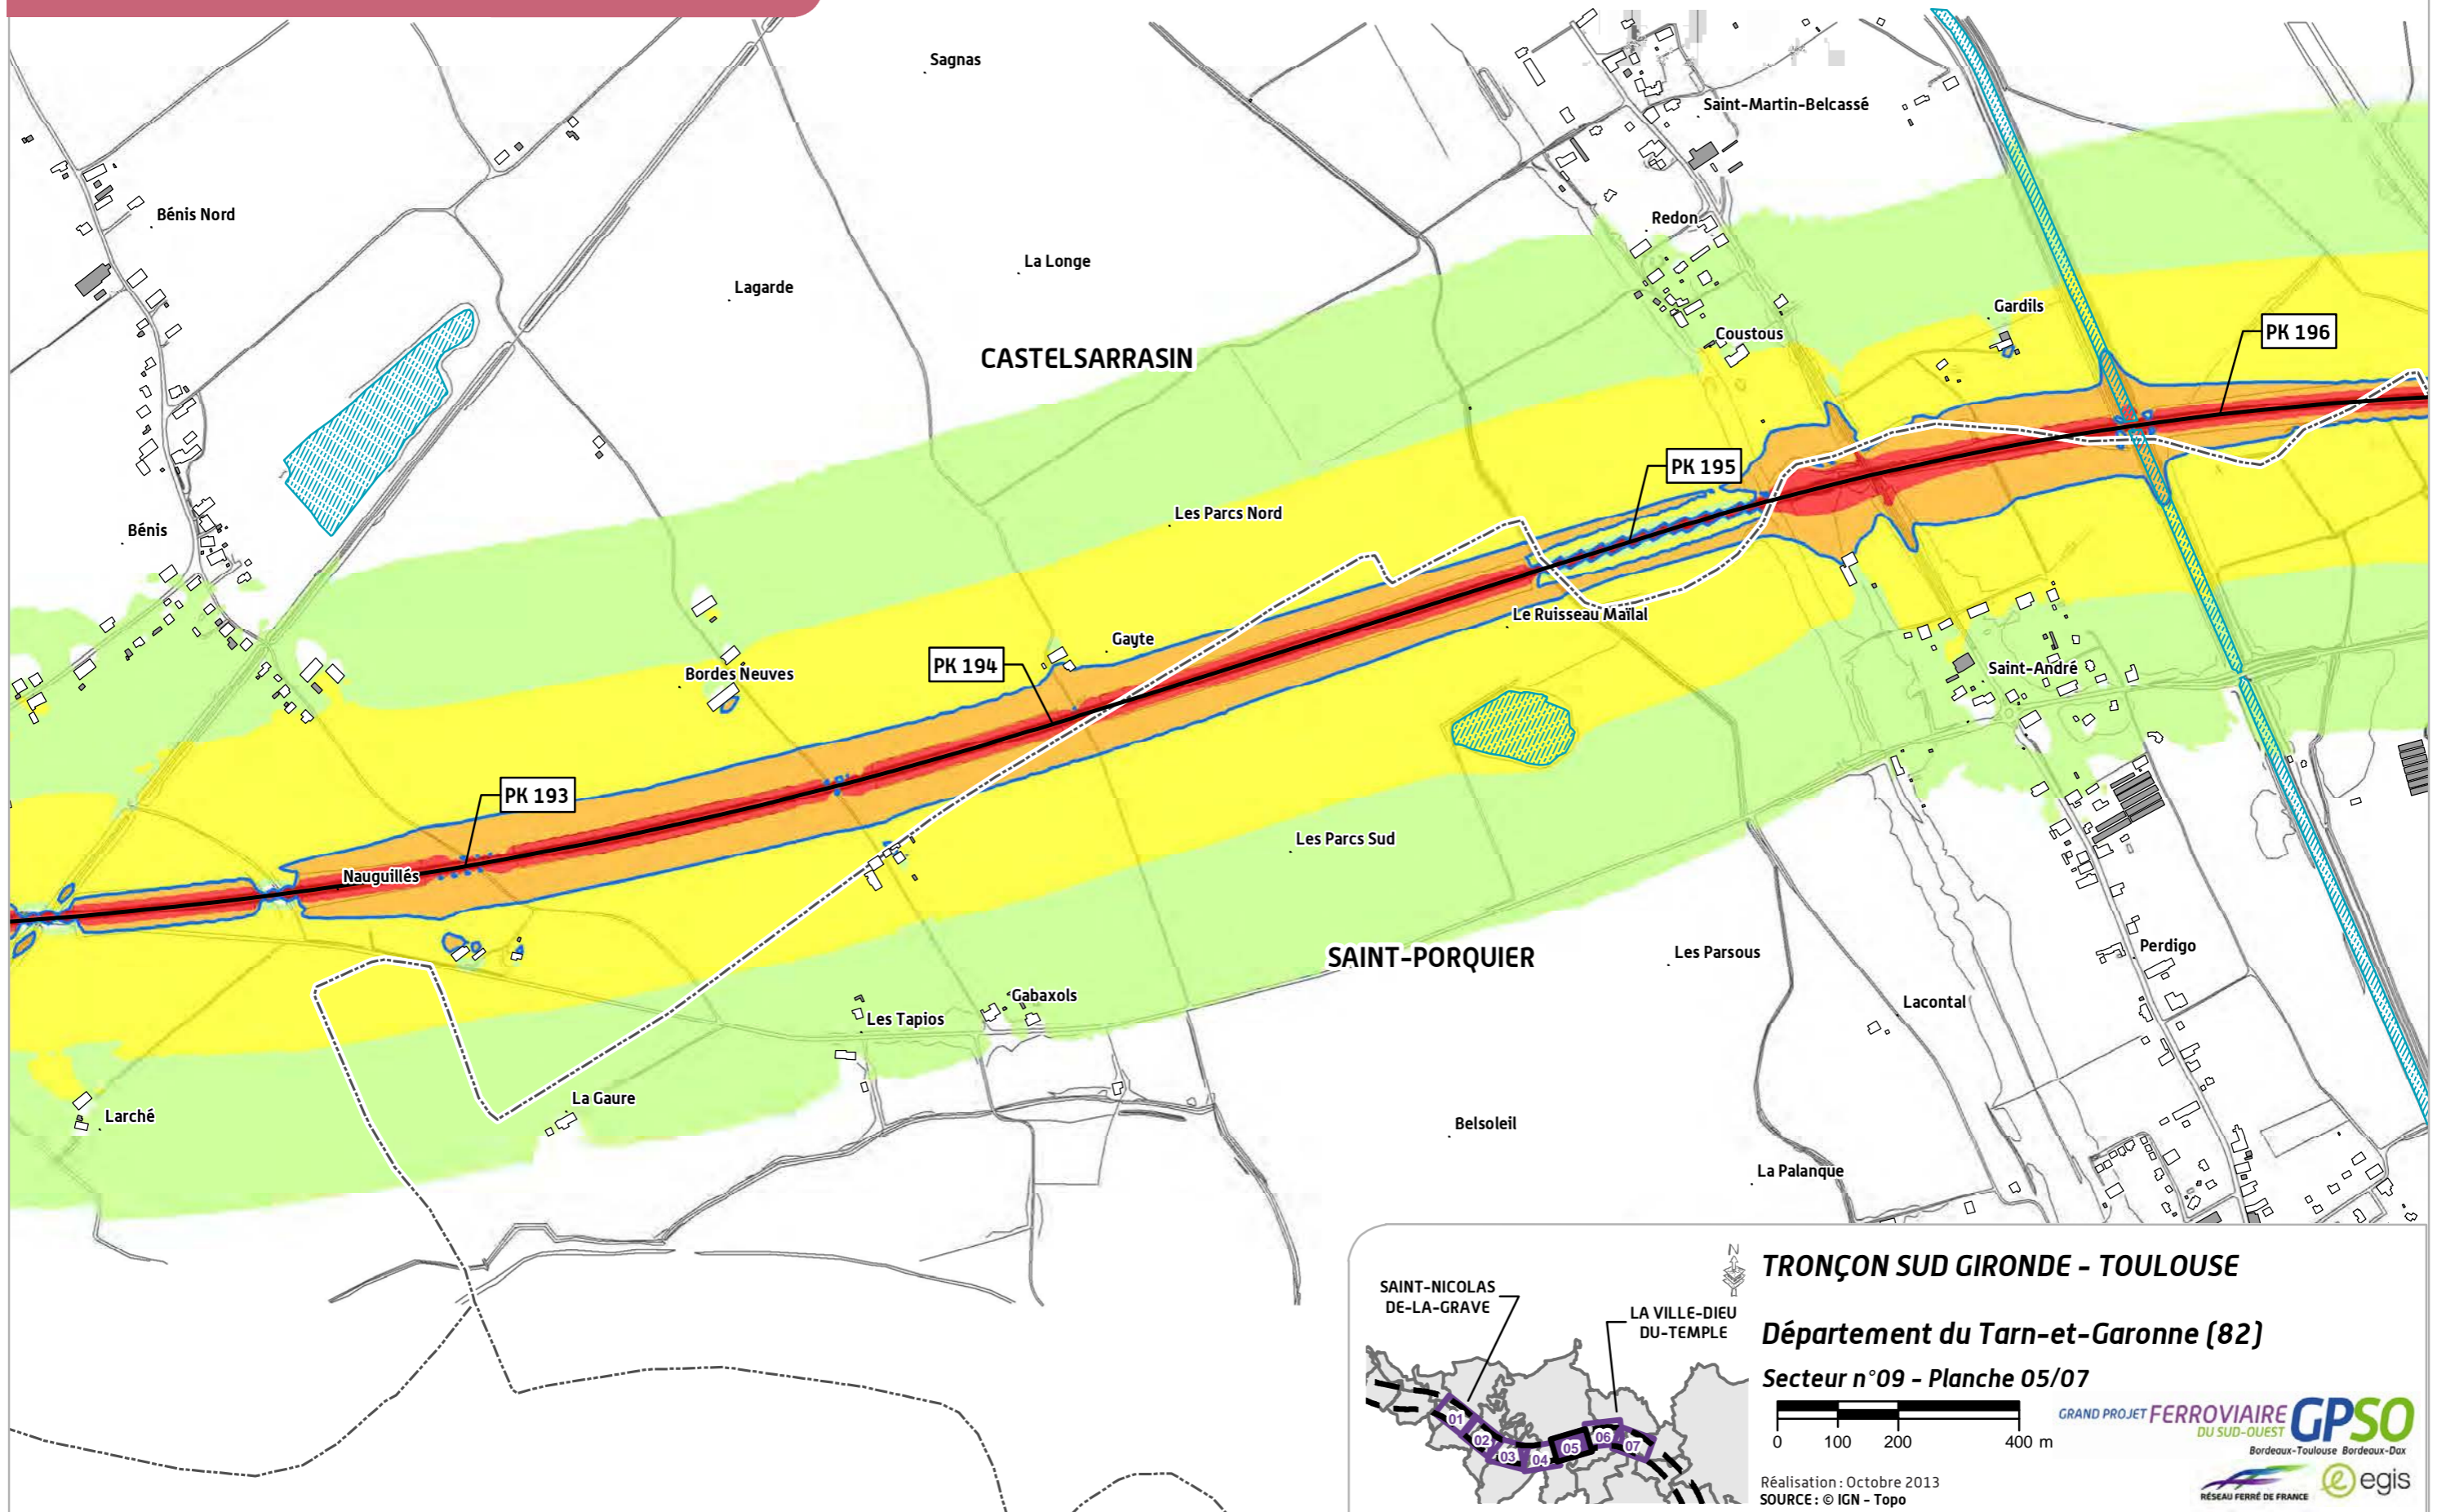 Sagnas
Saint-Martin-Belcassé
Bénis Nord
Redon
La Longe
Lagarde
Gardils
Coustous
PK 196
CASTELSARRASIN
PK 195
Les Parcs Nord
Bénis
Le Ruisseau Maïlal
Gayte
PK 194
Saint-André
Bordes Neuves
PK 193
Les Parcs Sud
Nauguillés
Perdigo
Les Parsous
SAINT-PORQUIER
Gabaxols
Lacontal
Les Tapios
La Gaure
Larché
Belsoleil
La Palanque
N
TRONÇON SUD GIRONDE - TOULOUSE
SAINT-NICOLAS
DE-LA-GRAVE
LA VILLE-DIEU
DU-TEMPLE
Département du Tarn-et-Garonne (82)
Secteur n°09 - Planche 05/07
01
02
03
04
05
06
07
0 100 200 400 m
GRAND PROJET FERROVIAIRE
DU SUD-OUEST
GPSO
Bordeaux-Toulouse Bordeaux-Dax
Réalisation : Octobre 2013
SOURCE : © IGN - Topo
RÉSEAU FERRÉ DE FRANCE
egis